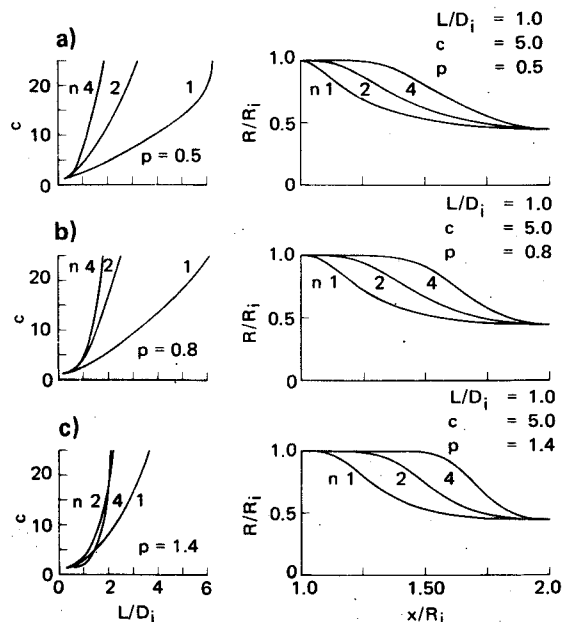 a)
L/Di = 1.0
c = 5.0
p = 0.5
20
10
0
c
n 4 2 1
p = 0.5
1.0
0.5
0
R/Ri
n 1 2 4
b)
L/Di = 1.0
c = 5.0
p = 0.8
20
10
0
c
n 4 2 1
p = 0.8
1.0
0.5
0
R/Ri
n 1 2 4
c)
L/Di = 1.0
c = 5.0
p = 1.4
20
10
0
c
n 2 4 1
p = 1.4
0 2 4 6
L/Di
1.0
0.5
0.0
R/Ri
n 1 2 4
1.0 1.50 2.0
x/Ri